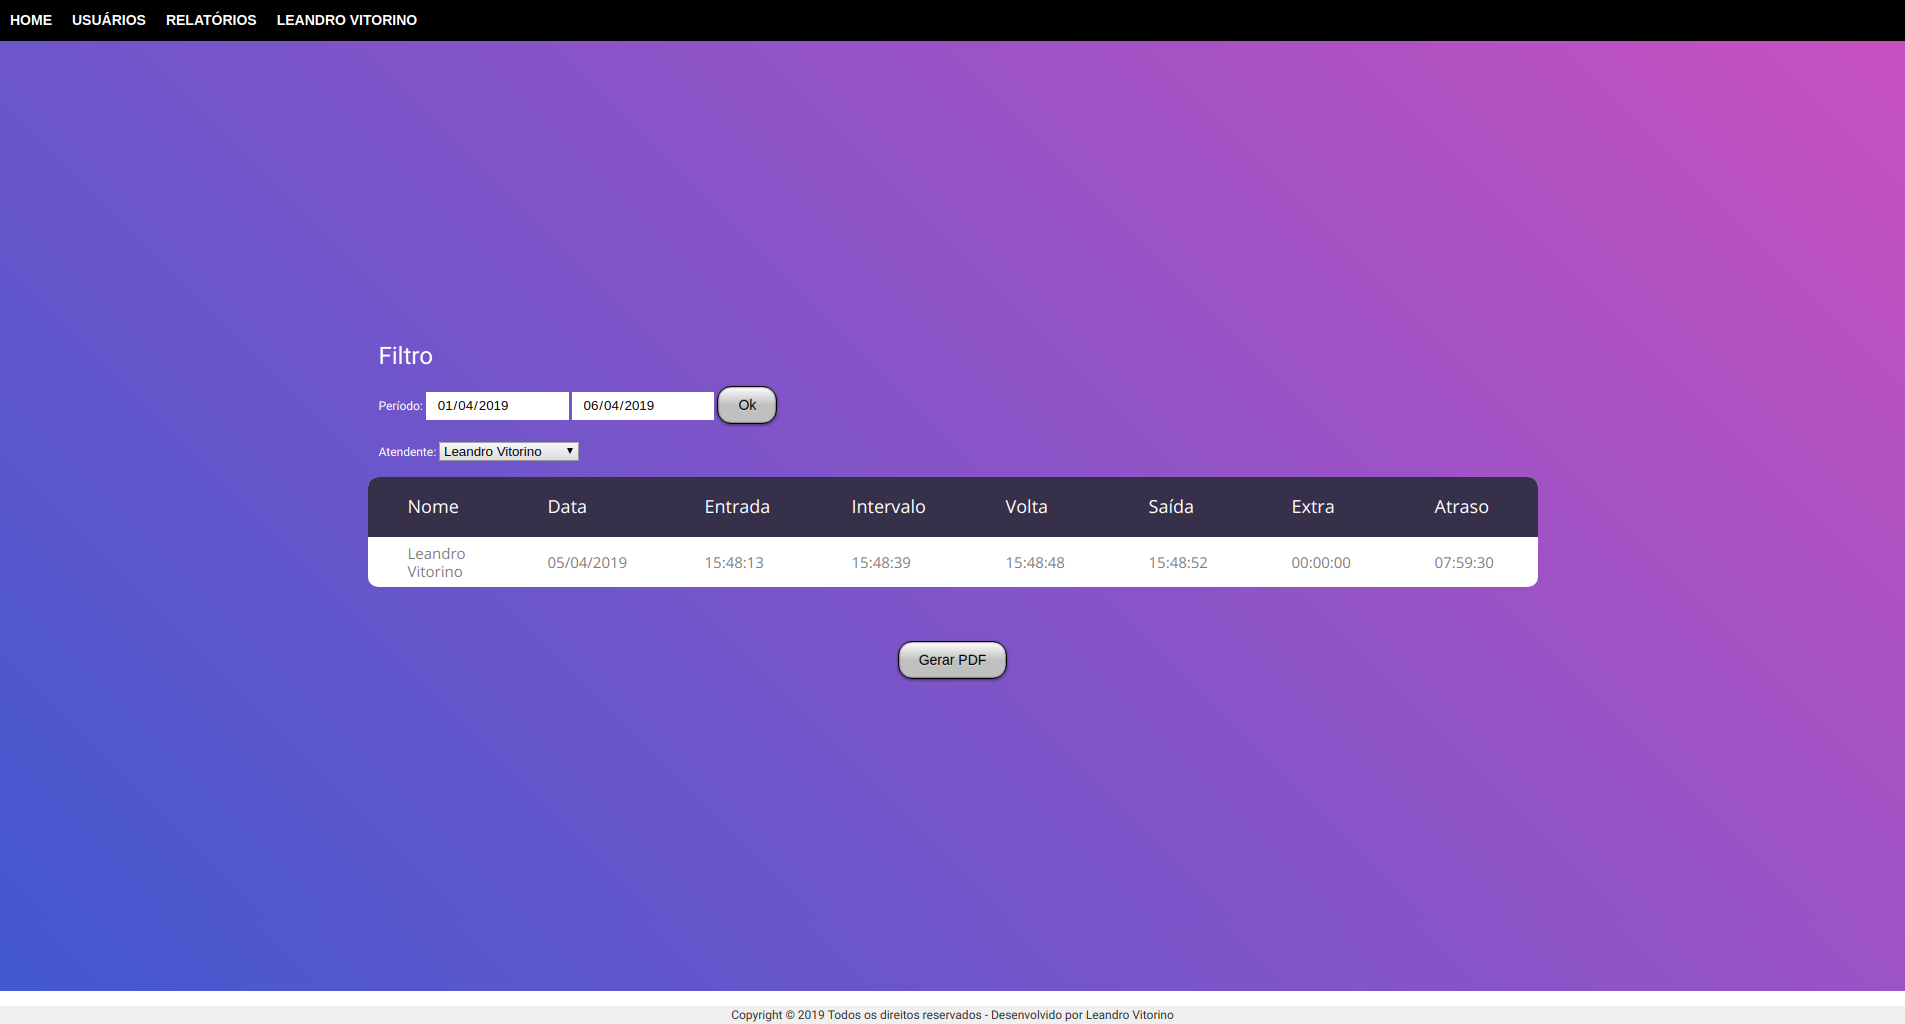 HOME USUÁRIOS RELATÓRIOS LEANDRO VITORINO
Filtro
Período: 01/04/2019 06/04/2019 Ok
Atendente: Leandro Vitorino
Nome Data Entrada Intervalo Volta Saída Extra Atraso
Leandro Vitorino 05/04/2019 15:48:13 15:48:39 15:48:48 15:48:52 00:00:00 07:59:30
Gerar PDF
Copyright © 2019 Todos os direitos reservados - Desenvolvido por Leandro Vitorino